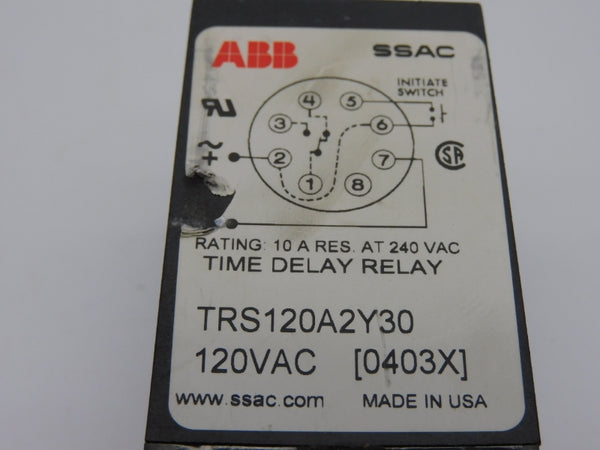 ABB SSAC
INITIATE
SWITCH
4 5
3 6
2 7
1 8
~
+
RATING: 10 A RES. AT 240 VAC
TIME DELAY RELAY
TRS120A2Y30
120VAC [0403X]
www.ssac.com MADE IN USA